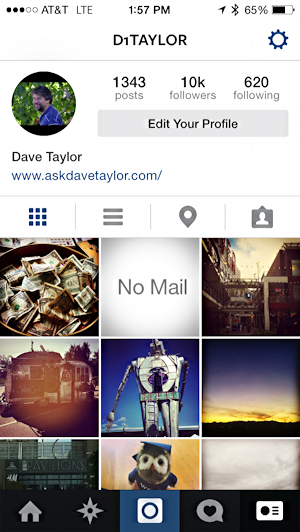 AT&T LTE 1:57 PM 65%
D1TAYLOR
1343 10k 620
posts followers following
Edit Your Profile
Dave Taylor
www.askdavetaylor.com/
No Mail
PAVILIONS